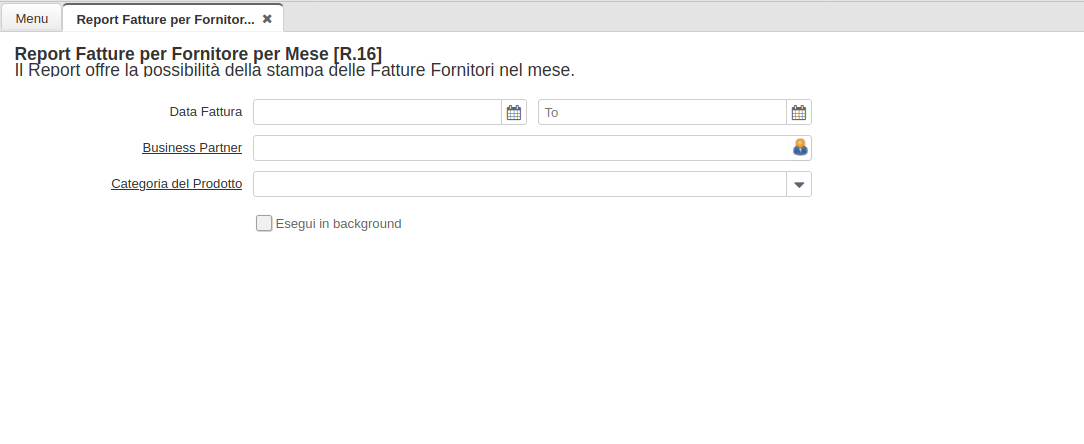 Menu
Report Fatture per Fornitor...
Report Fatture per Fornitore per Mese [R.16]
Il Report offre la possibilità della stampa delle Fatture Fornitori nel mese.
Data Fattura
To
Business Partner
Categoria del Prodotto
Esegui in background